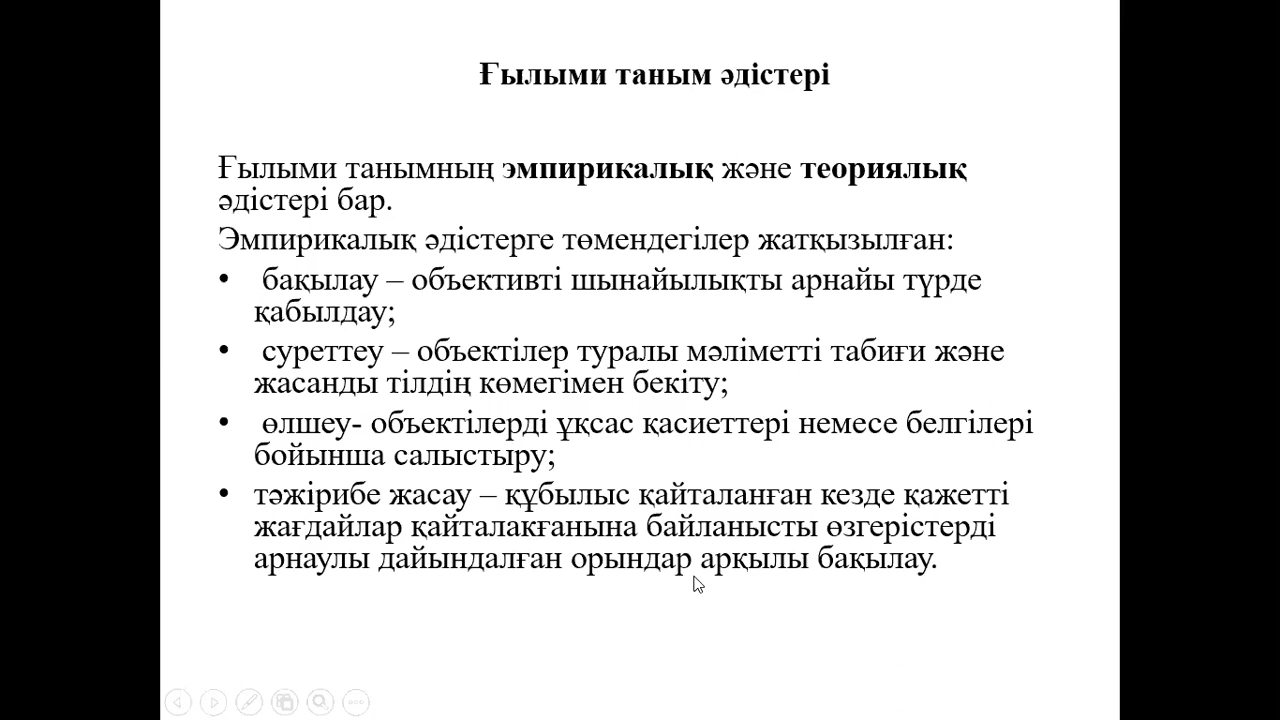 Ғылыми таным әдістері
Ғылыми танымның эмпирикалық және теориялық
әдістері бар.
Эмпирикалық әдістерге төмендегілер жатқызылған:
• бақылау – объективті шынайылықты арнайы түрде
қабылдау;
• суреттеу – объектілер туралы мәліметті табиғи және
жасанды тілдің көмегімен бекіту;
• өлшеу- объектілерді ұқсас қасиеттері немесе белгілері
бойынша салыстыру;
• тәжірибе жасау – құбылыс қайталанған кезде қажетті
жағдайлар қайталакғанына байланысты өзгерістерді
арнаулы дайындалған орындар арқылы бақылау.